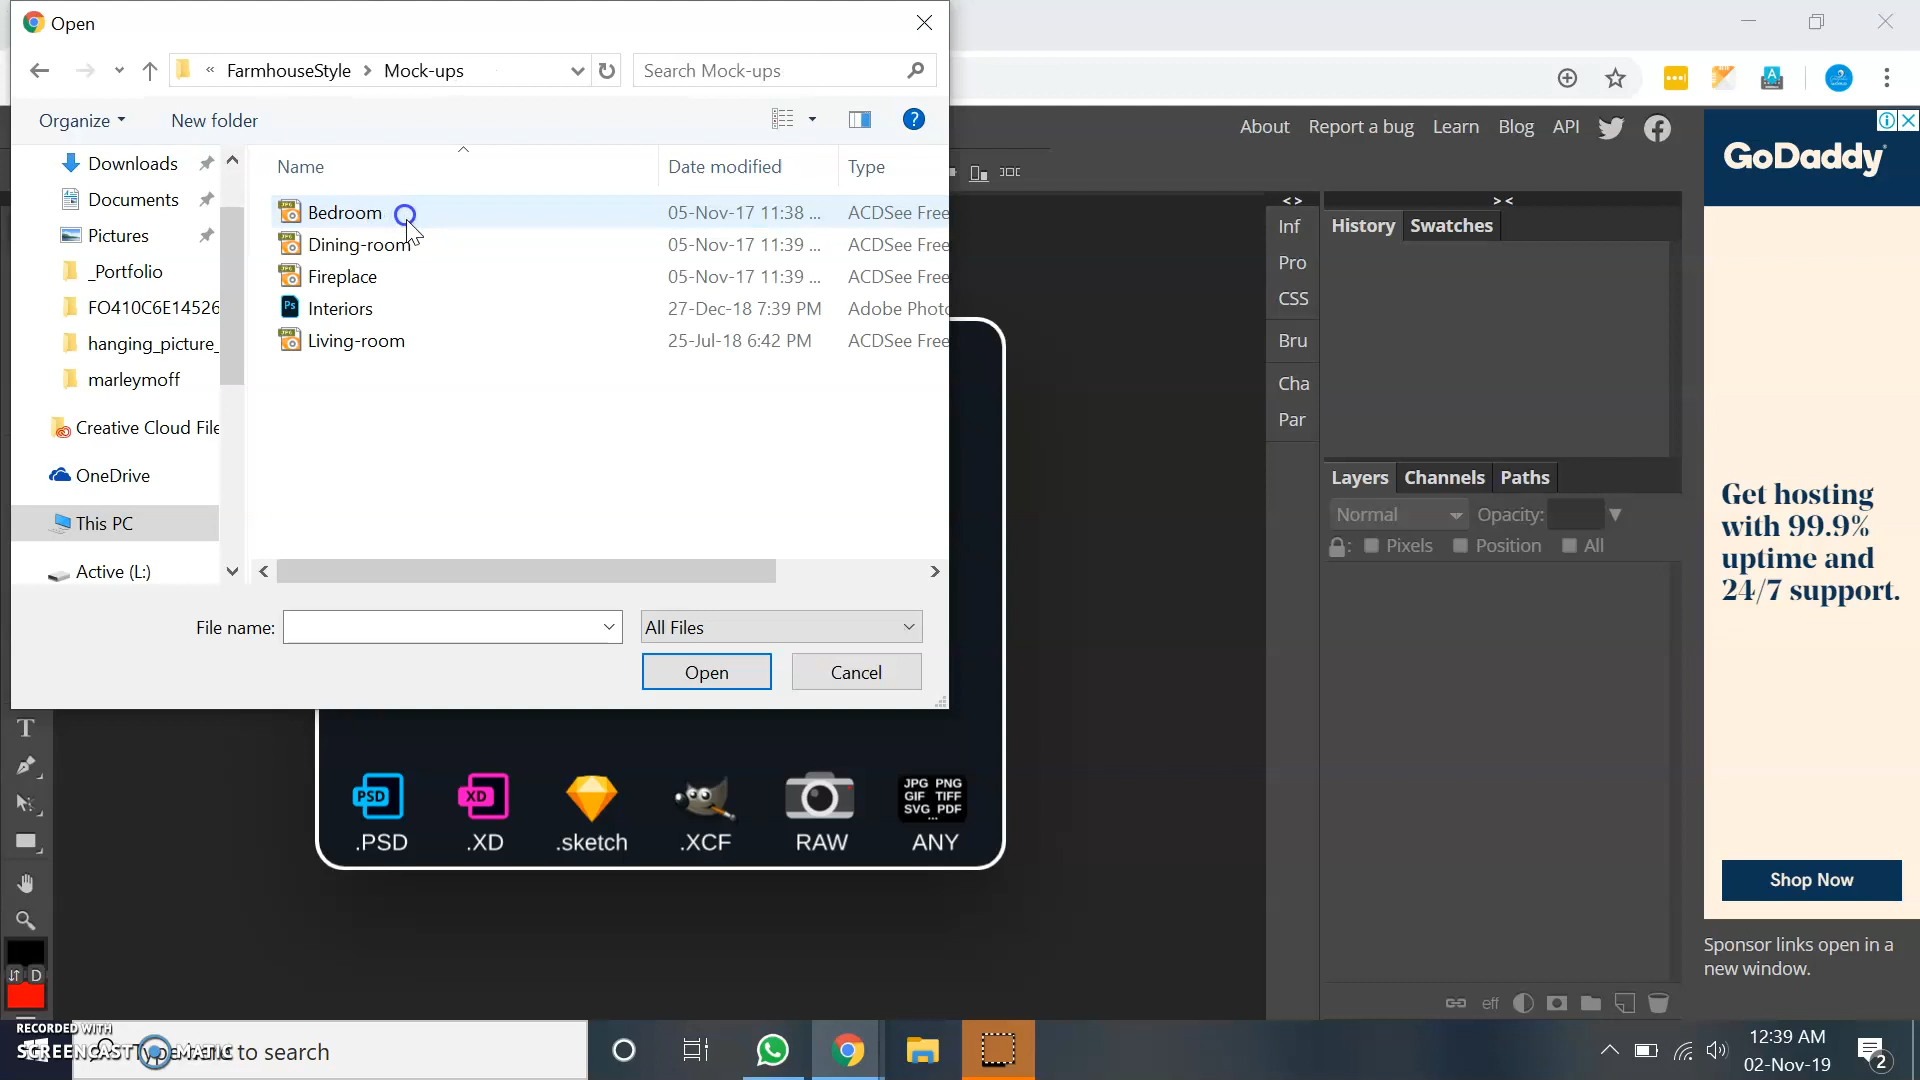 Open
« FarmhouseStyle > Mock-ups
Search Mock-ups
Organize
New folder
Name
Date modified
Type
Downloads
Documents
Pictures
_Portfolio
FO410C6E14526
hanging_picture_
marleymoff
Creative Cloud File
OneDrive
This PC
Active (L:)
Bedroom 05-Nov-17 11:38 ... ACDSee Free
Dining-room 05-Nov-17 11:39 ... ACDSee Free
Fireplace 05-Nov-17 11:39 ... ACDSee Free
Interiors 27-Dec-18 7:39 PM Adobe Photo
Living-room 25-Jul-18 6:42 PM ACDSee Free
File name:
All Files
Open
Cancel
About Report a bug Learn Blog API
Inf
Pro
CSS
Bru
Cha
Par
> <
< >
History Swatches
Layers Channels Paths
Normal Opacity:
Pixels Position All
eff
GoDaddy
Get hosting
with 99.9%
uptime and
24/7 support.
Shop Now
Sponsor links open in a
new window.
PSD
.PSD
XD
.XD
.sketch
.XCF
RAW
JPG PNG
GIF TIFF
SVG PDF
...
ANY
T
D
RECORDED WITH
SCREENCAST MATIC
to search
12:39 AM
02-Nov-19
2